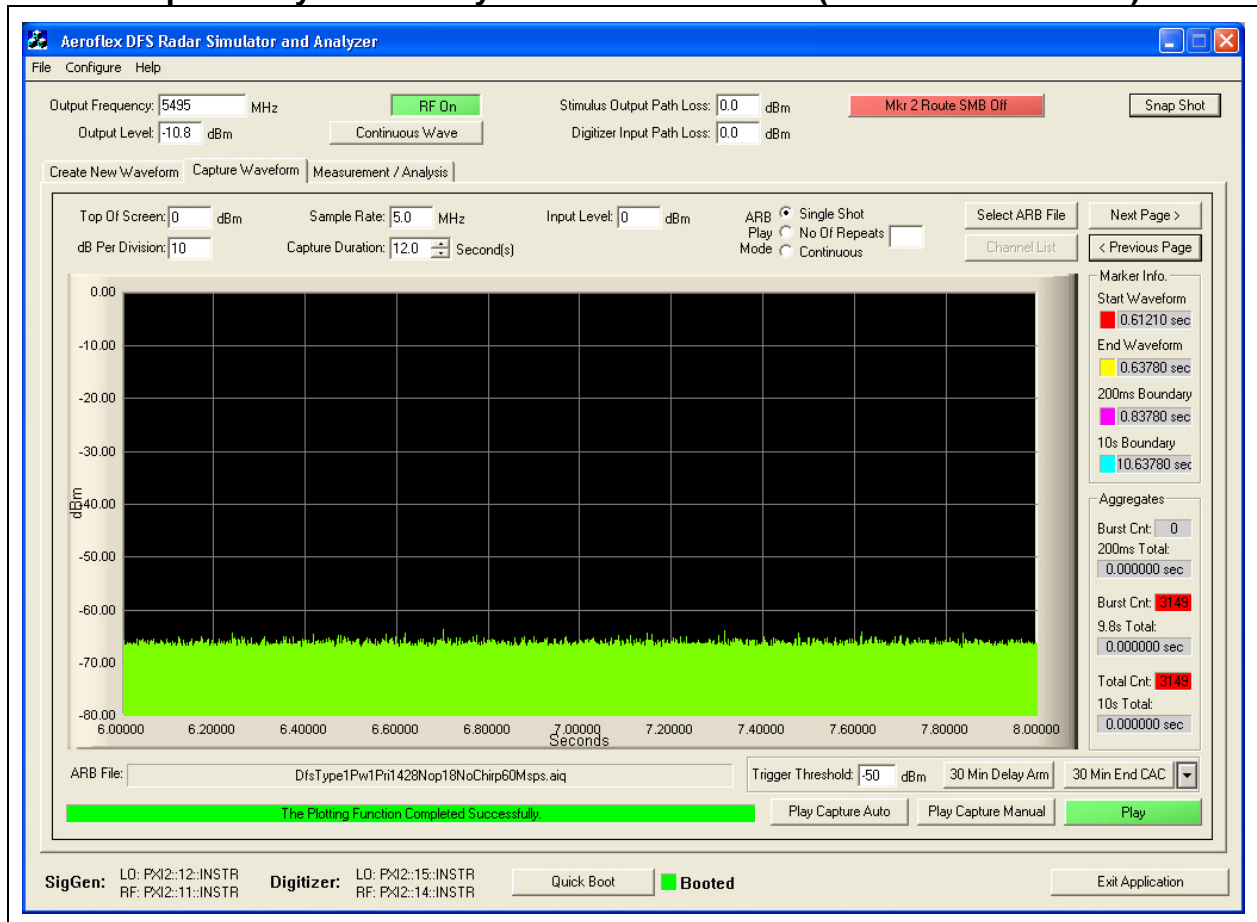 Aeroflex DFS Radar Simulator and Analyzer
File Configure Help
Output Frequency: 5495 MHz
RF On
Stimulus Output Path Loss: 0.0 dBm
Mkr 2 Route SMB Off
Snap Shot
Output Level: -10.8 dBm
Continuous Wave
Digitizer Input Path Loss: 0.0 dBm
Create New Waveform
Capture Waveform
Measurement / Analysis
Top Of Screen: 0 dBm
Sample Rate: 5.0 MHz
Input Level: 0 dBm
ARB Play Mode
Single Shot
No Of Repeats
Continuous
Select ARB File
Next Page >
dB Per Division: 10
Capture Duration: 12.0 Second(s)
Channel List
< Previous Page
0.00
-10.00
-20.00
-30.00
-40.00
-50.00
-60.00
-70.00
-80.00
dBm
6.00000 6.20000 6.40000 6.60000 6.80000 7.00000 7.20000 7.40000 7.60000 7.80000 8.00000
Seconds
Marker Info.
Start Waveform
0.61210 sec
End Waveform
0.63780 sec
200ms Boundary
0.83780 sec
10s Boundary
10.63780 sec
Aggregates
Burst Cnt: 0
200ms Total:
0.000000 sec
Burst Cnt: 3149
9.8s Total:
0.000000 sec
Total Cnt: 3149
10s Total:
0.000000 sec
ARB File: DfsType1Pw1Pri1428Nop18NoChirp60Msps.aiq
Trigger Threshold: -50 dBm
30 Min Delay Arm
30 Min End CAC
The Plotting Function Completed Successfully.
Play Capture Auto
Play Capture Manual
Play
SigGen: LO: PXI2::12::INSTR
RF: PXI2::11::INSTR
Digitizer: LO: PXI2::15::INSTR
RF: PXI2::14::INSTR
Quick Boot
Booted
Exit Application